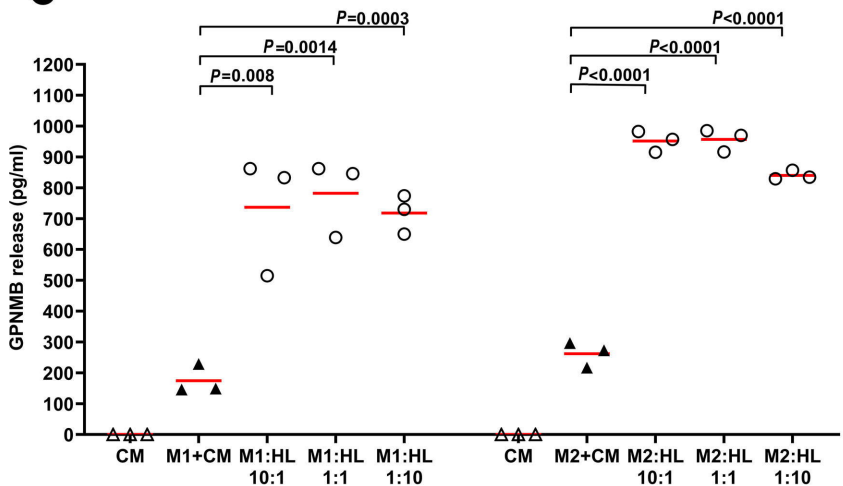 P=0.0003
P<0.0001
P=0.0014
P<0.0001
P=0.008
P<0.0001
GPNMB release (pg/ml)
1200
1100
1000
900
800
700
600
500
400
300
200
100
0
CM M1+CM M1:HL M1:HL M1:HL CM M2+CM M2:HL M2:HL M2:HL
10:1 1:1 1:10 10:1 1:1 1:10